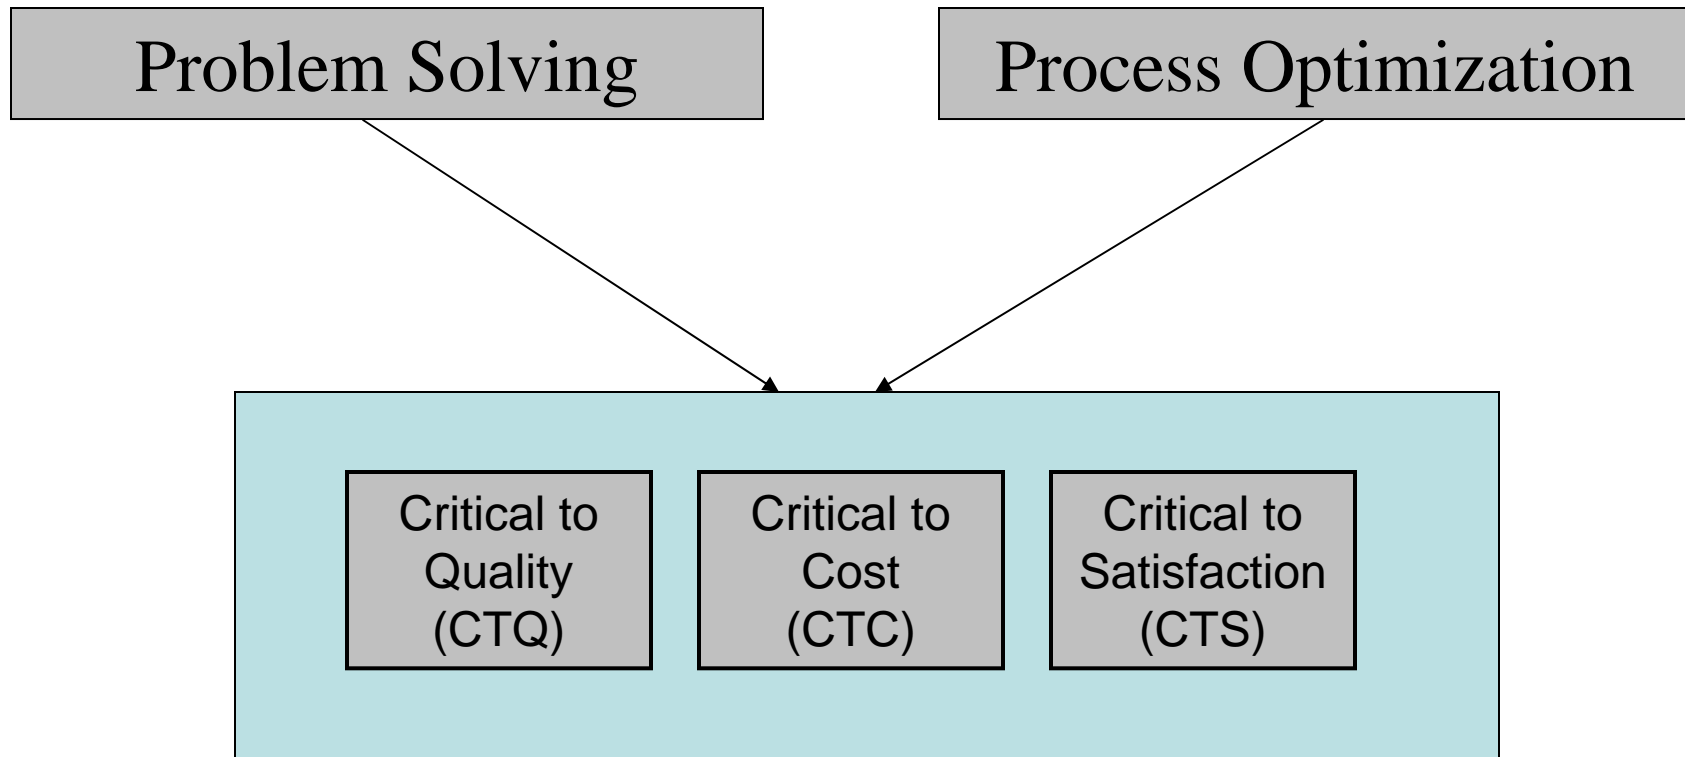 Problem Solving
Process Optimization
Critical to
Quality
(CTQ)
Critical to
Cost
(CTC)
Critical to
Satisfaction
(CTS)